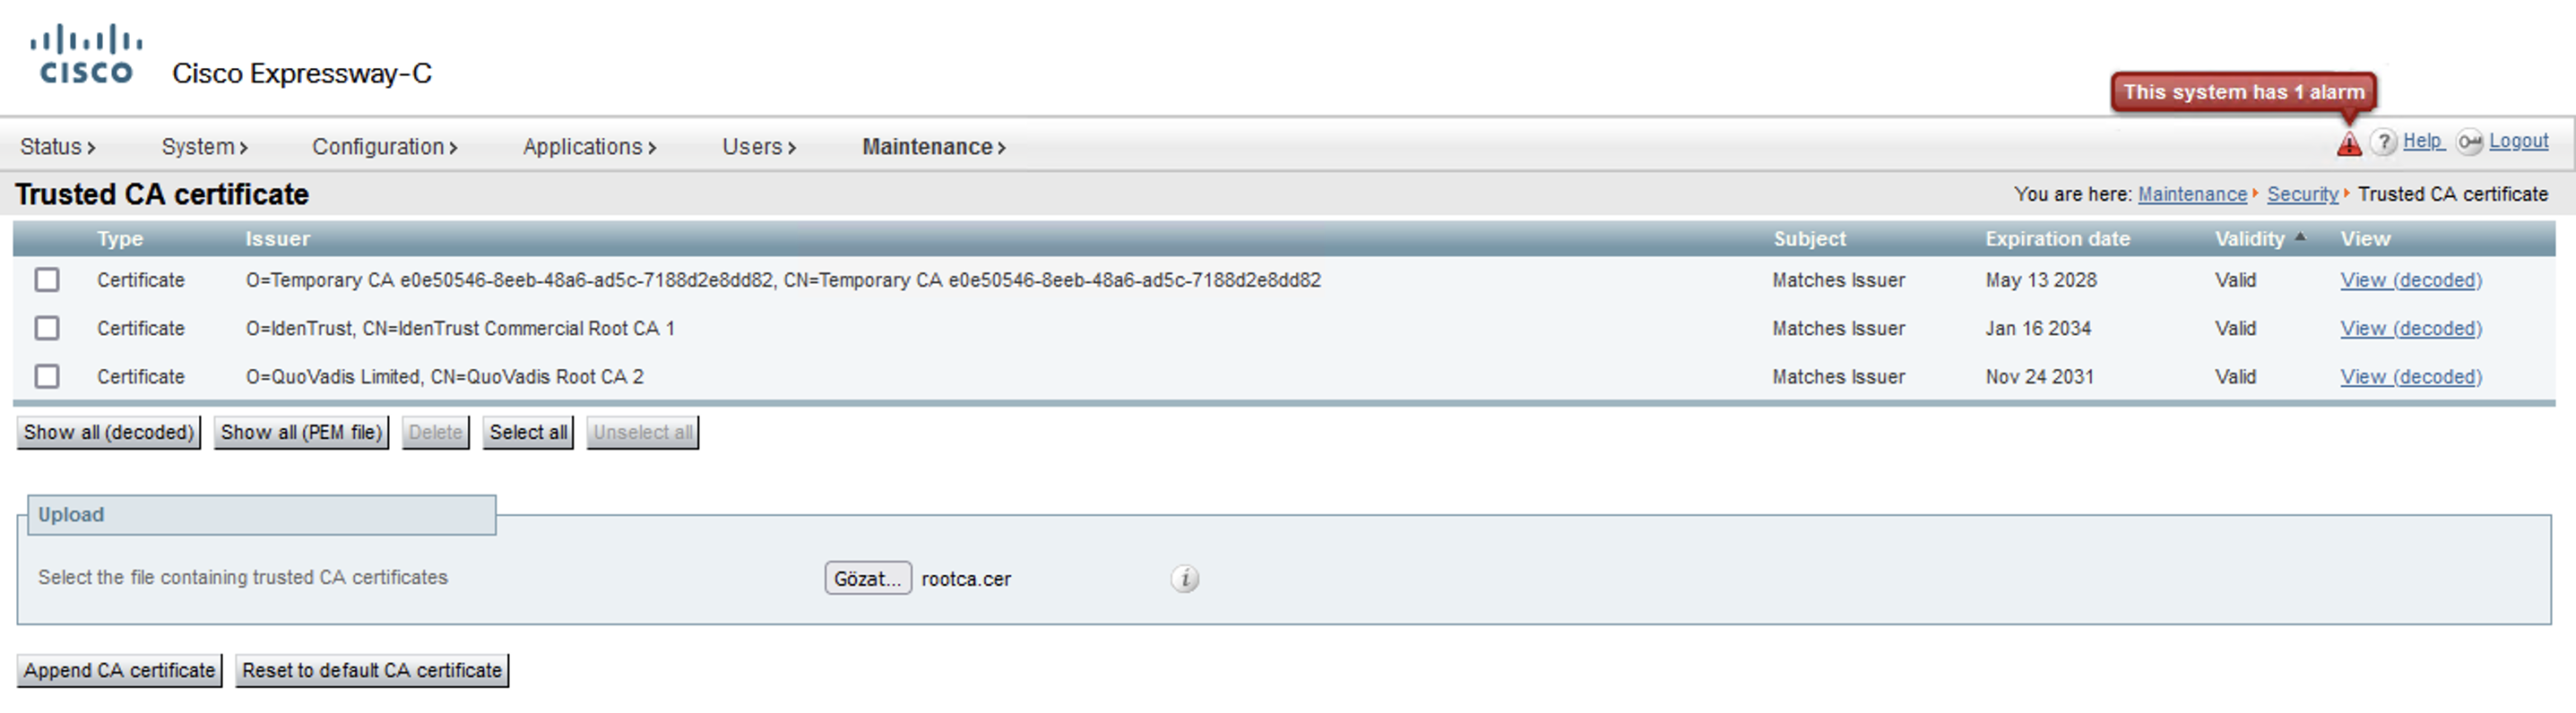 CISCO Cisco Expressway-C
This system has 1 alarm
Status System Configuration Applications Users Maintenance ? Help Logout
Trusted CA certificate You are here: Maintenance Security Trusted CA certificate
Type Issuer Subject Expiration date Validity View
Certificate O=Temporary CA e0e50546-8eeb-48a6-ad5c-7188d2e8dd82, CN=Temporary CA e0e50546-8eeb-48a6-ad5c-7188d2e8dd82 Matches Issuer May 13 2028 Valid View (decoded)
Certificate O=IdenTrust, CN=IdenTrust Commercial Root CA 1 Matches Issuer Jan 16 2034 Valid View (decoded)
Certificate O=QuoVadis Limited, CN=QuoVadis Root CA 2 Matches Issuer Nov 24 2031 Valid View (decoded)
Show all (decoded) Show all (PEM file) Delete Select all Unselect all
Upload
Select the file containing trusted CA certificates Gözat... rootca.cer i
Append CA certificate Reset to default CA certificate